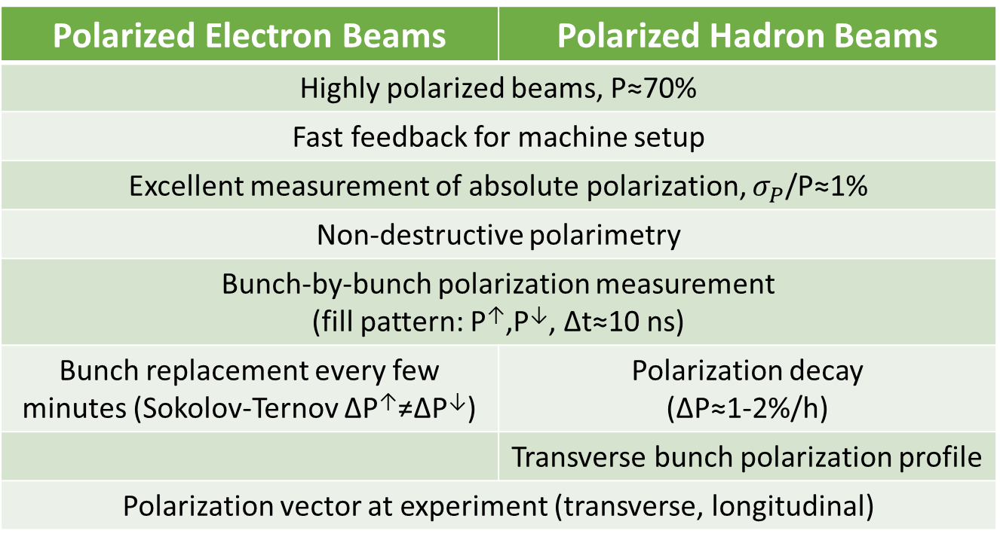 Polarized Electron Beams
Polarized Hadron Beams
Highly polarized beams, P≈70%
Fast feedback for machine setup
Excellent measurement of absolute polarization, σ_P/P≈1%
Non-destructive polarimetry
Bunch-by-bunch polarization measurement
(fill pattern: P↑,P↓, Δt≈10 ns)
Bunch replacement every few
minutes (Sokolov-Ternov ΔP↑≠ΔP↓)
Polarization decay
(ΔP≈1-2%/h)
Transverse bunch polarization profile
Polarization vector at experiment (transverse, longitudinal)